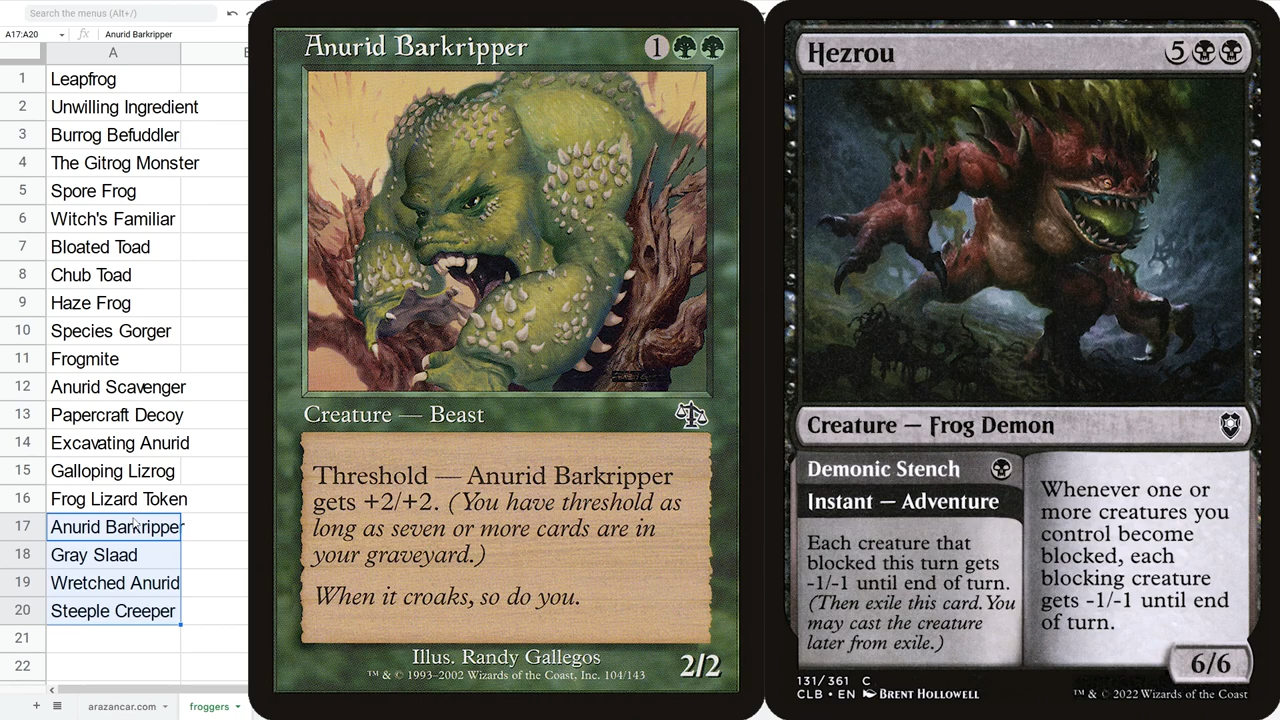 Search the menus (Alt+/)
A17:A20
fx
Anurid Barkripper
A
1 Leapfrog
2 Unwilling Ingredient
3 Burrog Befuddler
4 The Gitrog Monster
5 Spore Frog
6 Witch's Familiar
7 Bloated Toad
8 Chub Toad
9 Haze Frog
10 Species Gorger
11 Frogmite
12 Anurid Scavenger
13 Papercraft Decoy
14 Excavating Anurid
15 Galloping Lizrog
16 Frog Lizard Token
17 Anurid Barkripper
18 Gray Slaad
19 Wretched Anurid
20 Steeple Creeper
21
22
arazancar.com
froggers
Anurid Barkripper 1
Creature — Beast
Threshold — Anurid Barkripper
gets +2/+2. (You have threshold as
long as seven or more cards are in
your graveyard.)
When it croaks, so do you.
Illus. Randy Gallegos
™ & © 1993–2002 Wizards of the Coast, Inc. 104/143
2/2
Hezrou 5
Creature — Frog Demon
Demonic Stench
Instant — Adventure
Each creature that
blocked this turn gets
-1/-1 until end of turn.
(Then exile this card. You
may cast the creature
later from exile.)
Whenever one or
more creatures you
control become
blocked, each
blocking creature
gets -1/-1 until end
of turn.
6/6
131/361 C
CLB • EN Brent Hollowell
™ & © 2022 Wizards of the Coast